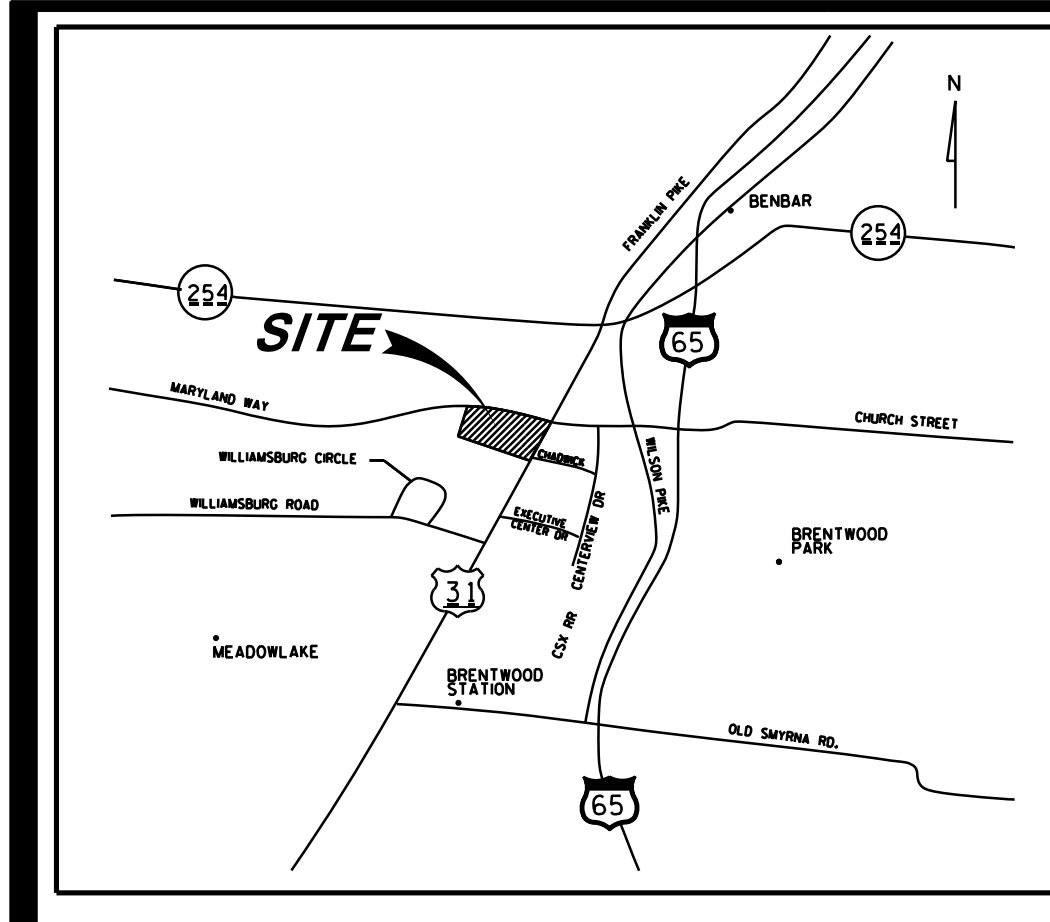 N
FRANKLIN PIKE
BENBAR
254
254
SITE
65
MARYLAND WAY
CHURCH STREET
CHADWICK
WILLIAMSBURG CIRCLE
WILSON PIKE
WILLIAMSBURG ROAD
EXECUTIVE
CENTER DR
CENTERVIEW DR
BRENTWOOD
PARK
31
CSX RR
MEADOWLAKE
BRENTWOOD
STATION
OLD SMYRNA RD.
65